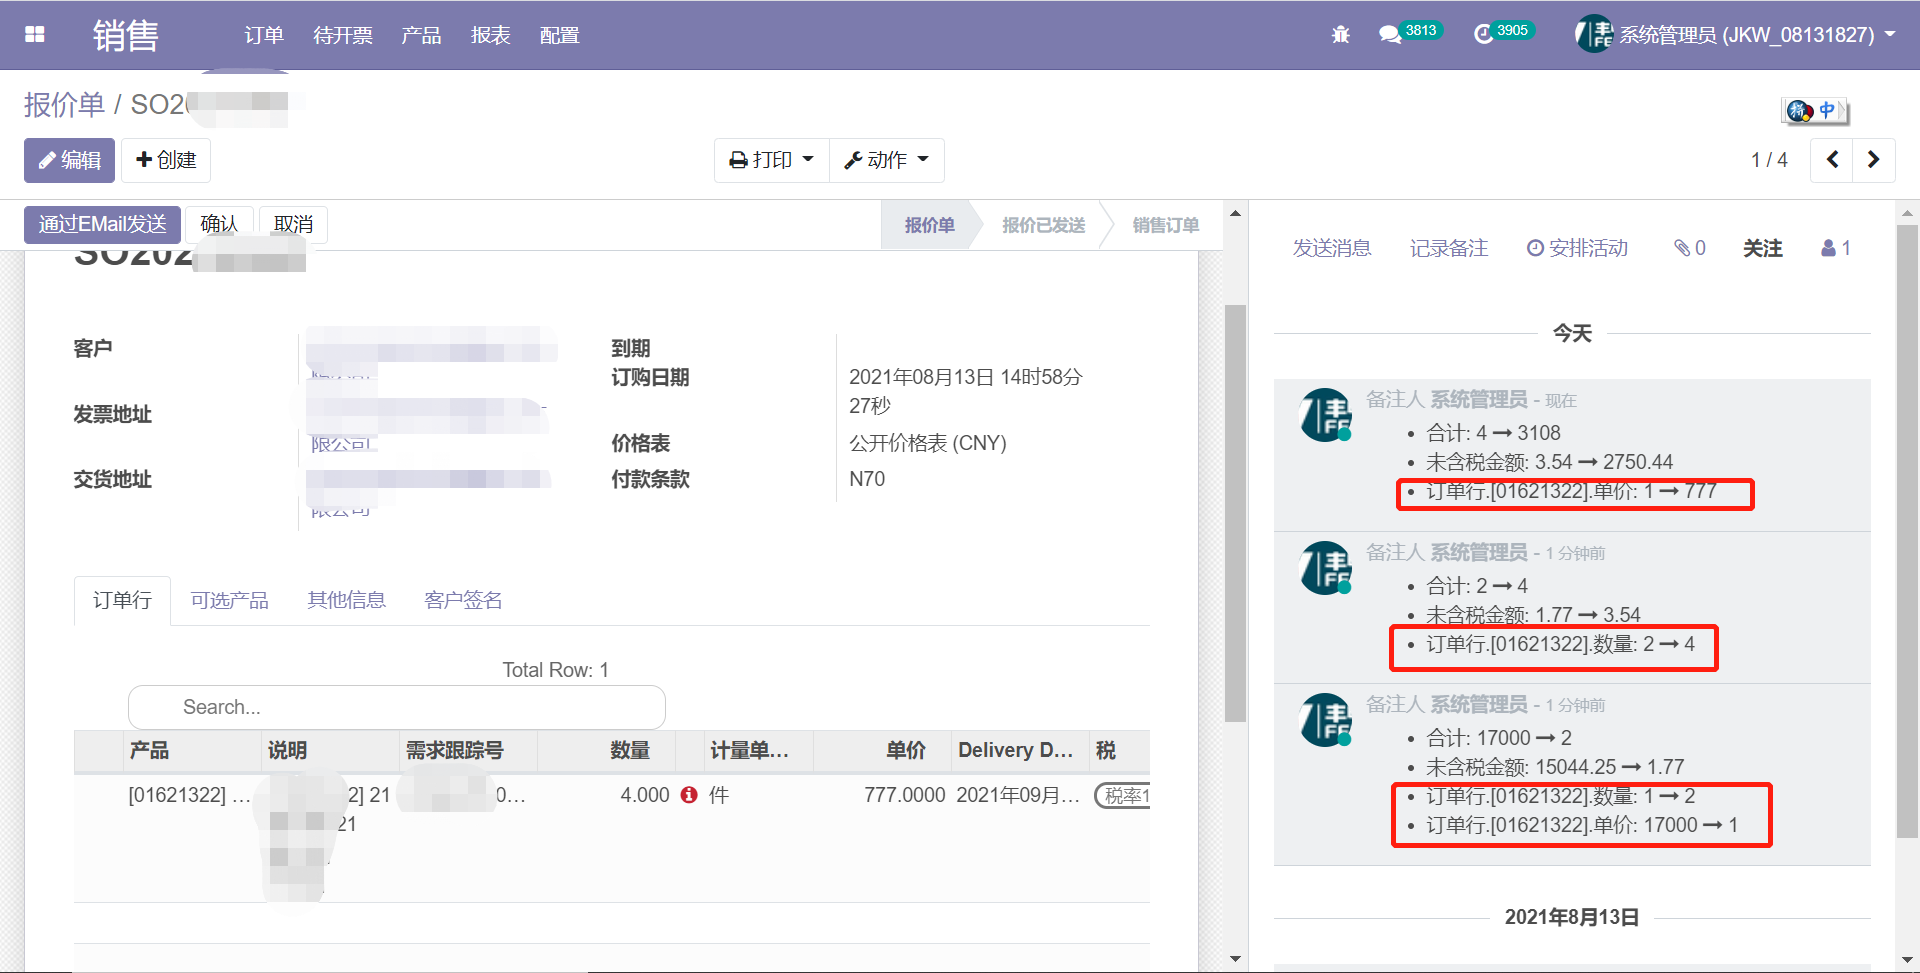 销售 订单 待开票 产品 报表 配置 3813 3905 系统管理员 (JKW_08131827)
报价单 / SO20
拼 中
编辑 创建 打印 动作 1 / 4
通过EMail发送 确认 取消 报价单 报价已发送 销售订单
SO202
发送消息 记录备注 安排活动 0 关注 1
客户
发票地址
限公司
交货地址
限公司
到期
订购日期 2021年08月13日 14时58分
27秒
价格表 公开价格表 (CNY)
付款条款 N70
订单行 可选产品 其他信息 客户签名
Total Row: 1
Search...
产品 说明 需求跟踪号 数量 计量单... 单价 Delivery D... 税
[01621322] ... 2] 21 0... 4.000 件 777.0000 2021年09月... 税率1
21
今天
备注人 系统管理员 - 现在
• 合计: 4 → 3108
• 未含税金额: 3.54 → 2750.44
• 订单行.[01621322].单价: 1 → 777
备注人 系统管理员 - 1 分钟前
• 合计: 2 → 4
• 未含税金额: 1.77 → 3.54
• 订单行.[01621322].数量: 2 → 4
备注人 系统管理员 - 1 分钟前
• 合计: 17000 → 2
• 未含税金额: 15044.25 → 1.77
• 订单行.[01621322].数量: 1 → 2
• 订单行.[01621322].单价: 17000 → 1
2021年8月13日